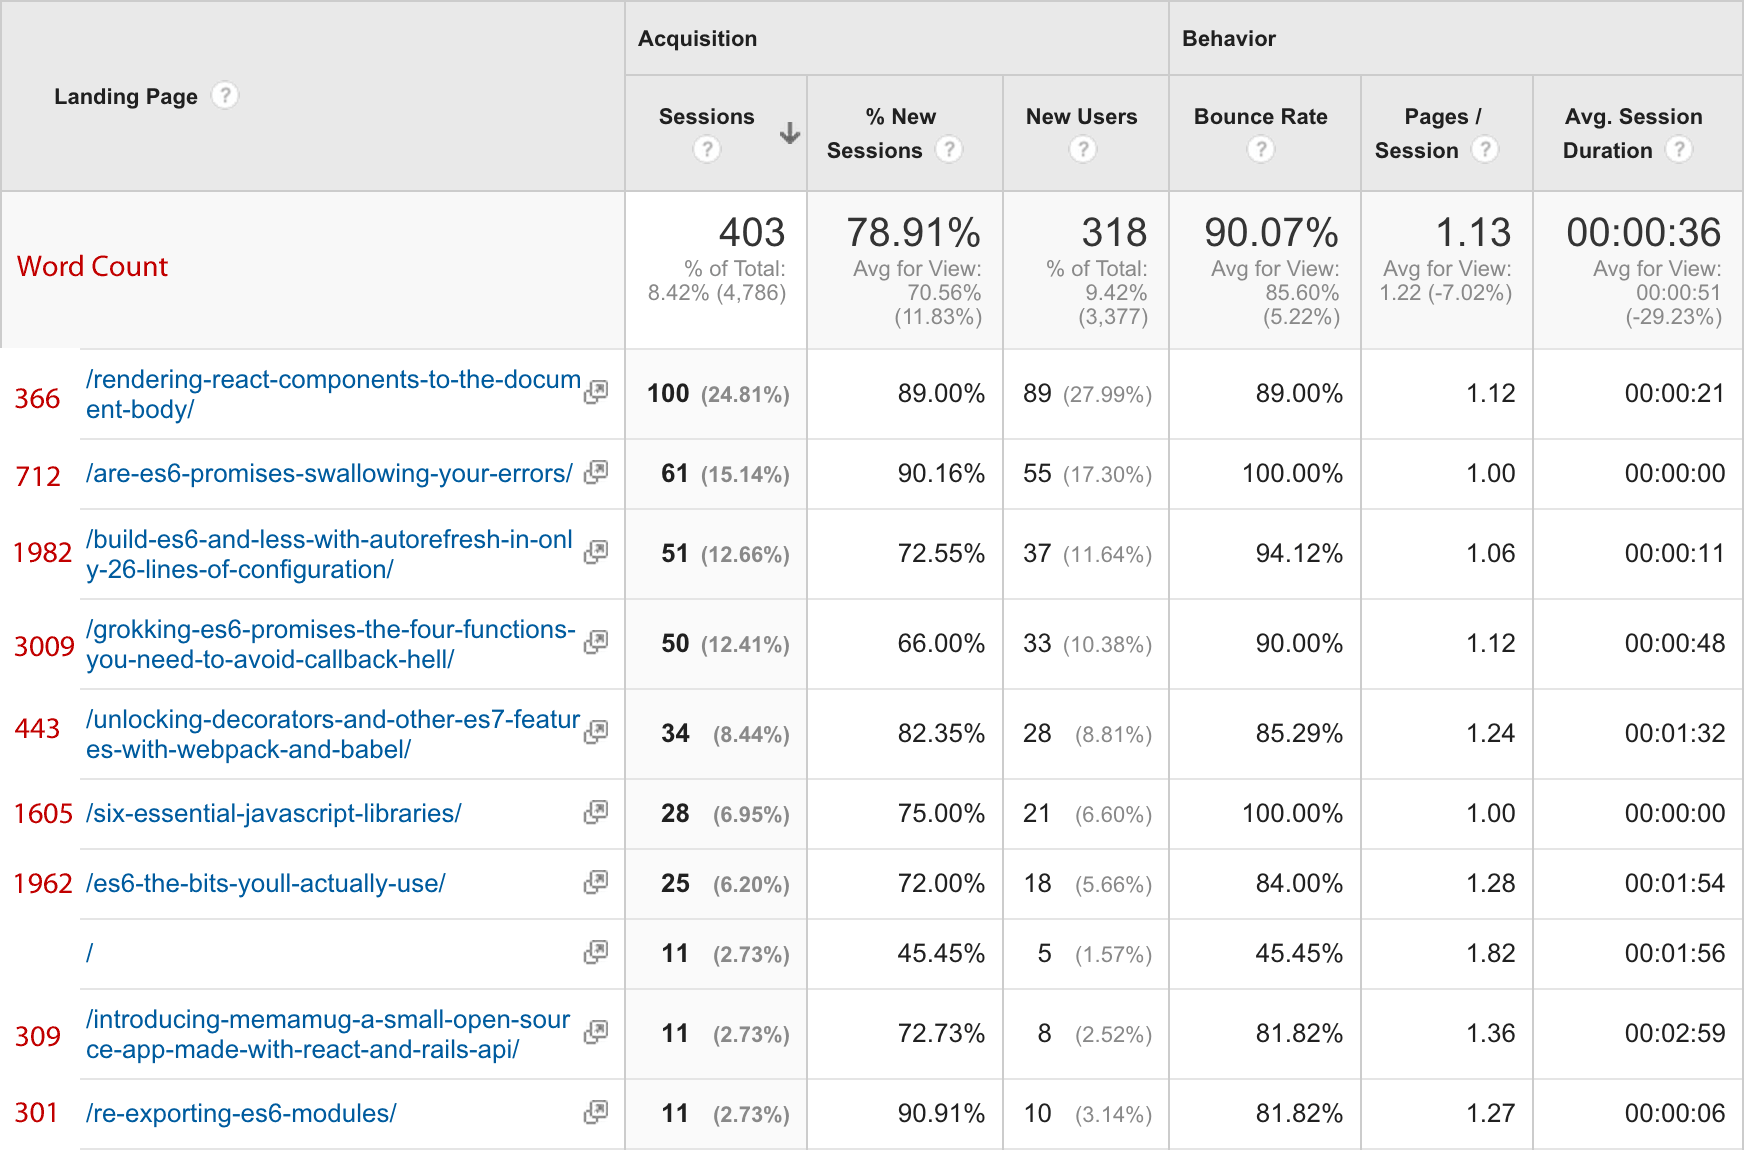 Acquisition
Behavior
Landing Page ?
Sessions ?
% New
Sessions ?
New Users ?
Bounce Rate ?
Pages /
Session ?
Avg. Session
Duration ?
Word Count
403
% of Total:
8.42% (4,786)
78.91%
Avg for View:
70.56%
(11.83%)
318
% of Total:
9.42%
(3,377)
90.07%
Avg for View:
85.60%
(5.22%)
1.13
Avg for View:
1.22 (-7.02%)
00:00:36
Avg for View:
00:00:51
(-29.23%)
366 /rendering-react-components-to-the-docum
ent-body/
100 (24.81%) 89.00% 89 (27.99%) 89.00% 1.12 00:00:21
712 /are-es6-promises-swallowing-your-errors/ 61 (15.14%) 90.16% 55 (17.30%) 100.00% 1.00 00:00:00
1982 /build-es6-and-less-with-autorefresh-in-onl
y-26-lines-of-configuration/
51 (12.66%) 72.55% 37 (11.64%) 94.12% 1.06 00:00:11
3009 /grokking-es6-promises-the-four-functions-
you-need-to-avoid-callback-hell/
50 (12.41%) 66.00% 33 (10.38%) 90.00% 1.12 00:00:48
443 /unlocking-decorators-and-other-es7-featur
es-with-webpack-and-babel/
34 (8.44%) 82.35% 28 (8.81%) 85.29% 1.24 00:01:32
1605 /six-essential-javascript-libraries/ 28 (6.95%) 75.00% 21 (6.60%) 100.00% 1.00 00:00:00
1962 /es6-the-bits-youll-actually-use/ 25 (6.20%) 72.00% 18 (5.66%) 84.00% 1.28 00:01:54
/ 11 (2.73%) 45.45% 5 (1.57%) 45.45% 1.82 00:01:56
309 /introducing-memamug-a-small-open-sour
ce-app-made-with-react-and-rails-api/
11 (2.73%) 72.73% 8 (2.52%) 81.82% 1.36 00:02:59
301 /re-exporting-es6-modules/ 11 (2.73%) 90.91% 10 (3.14%) 81.82% 1.27 00:00:06